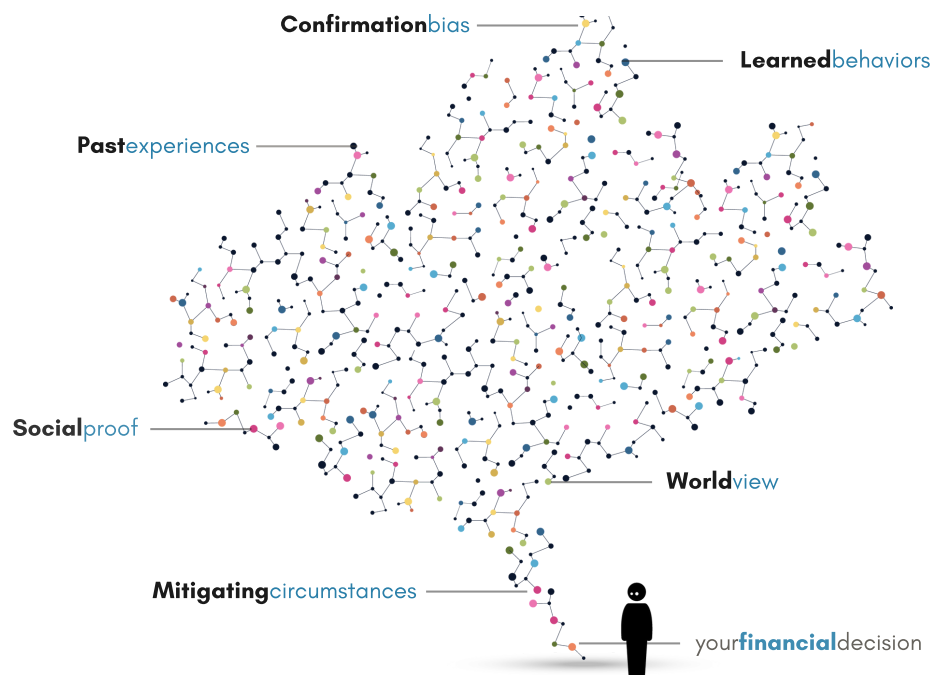 Confirmationbias
Learnedbehaviors
Pastexperiences
Socialproof
Worldview
Mitigatingcircumstances
yourfinancialdecision